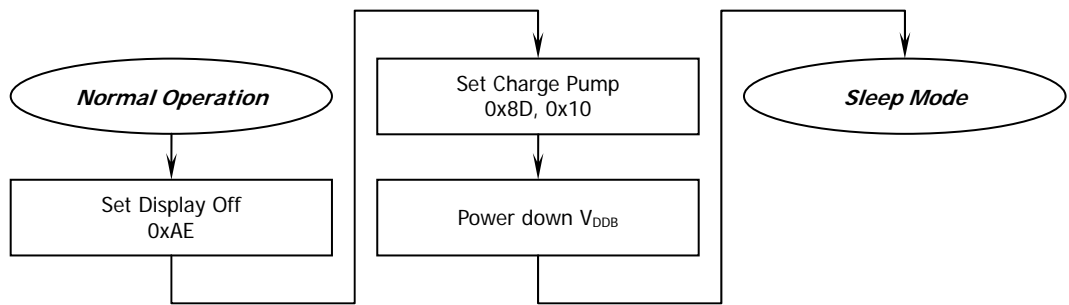 Normal Operation
Set Display Off
0xAE
Set Charge Pump
0x8D, 0x10
Power down VDDB
Sleep Mode